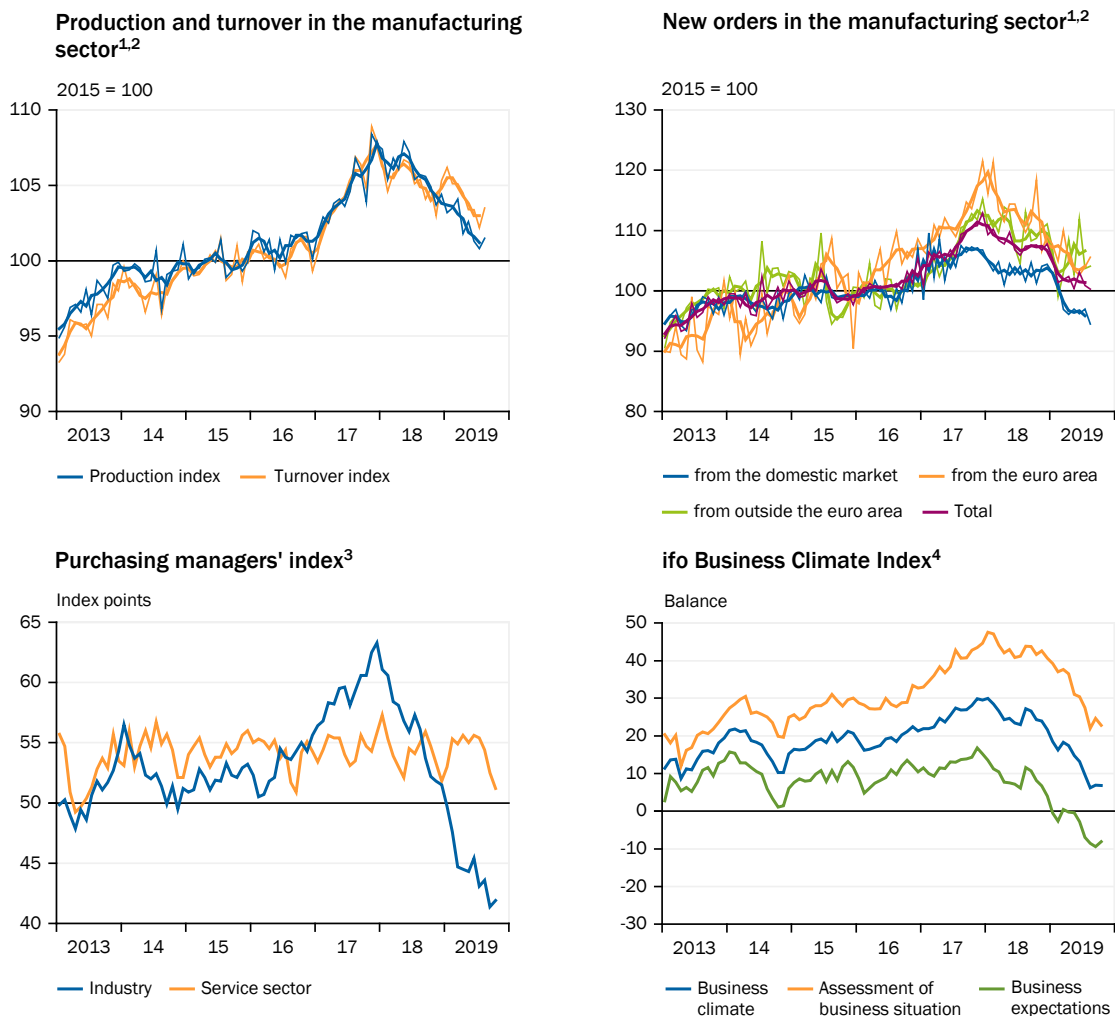 Production and turnover in the manufacturing
sector1,2
2015 = 100
110
105
100
95
90
2013 14 15 16 17 18 2019
Production index Turnover index
New orders in the manufacturing sector1,2
2015 = 100
130
120
110
100
90
80
2013 14 15 16 17 18 2019
from the domestic market from the euro area
from outside the euro area Total
Purchasing managers' index3
Index points
65
60
55
50
45
40
2013 14 15 16 17 18 2019
Industry Service sector
ifo Business Climate Index4
Balance
50
40
30
20
10
0
-10
-20
-30
2013 14 15 16 17 18 2019
Business climate
Assessment of business situation
Business expectations